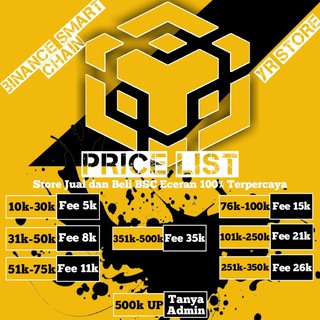 BINANCE SMART
CHAIN
YR STORE
PRICE LIST
Store Jual dan Beli BSC Eceran 100% Terpercaya
10k-30k Fee 5k
31k-50k Fee 8k
51k-75k Fee 11k
351k-500k Fee 35k
76k-100k Fee 15k
101k-250k Fee 21k
251k-350k Fee 26k
500k UP Tanya
Admin